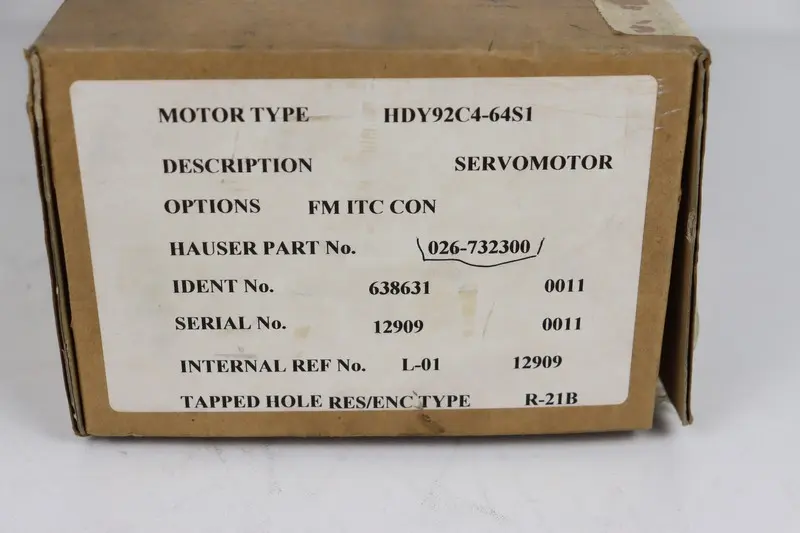 MOTOR TYPE HDY92C4-64S1
DESCRIPTION SERVOMOTOR
OPTIONS FM ITC CON
HAUSER PART No. 026-732300
IDENT No. 638631 0011
SERIAL No. 12909 0011
INTERNAL REF No. L-01 12909
TAPPED HOLE RES/ENC TYPE R-21B